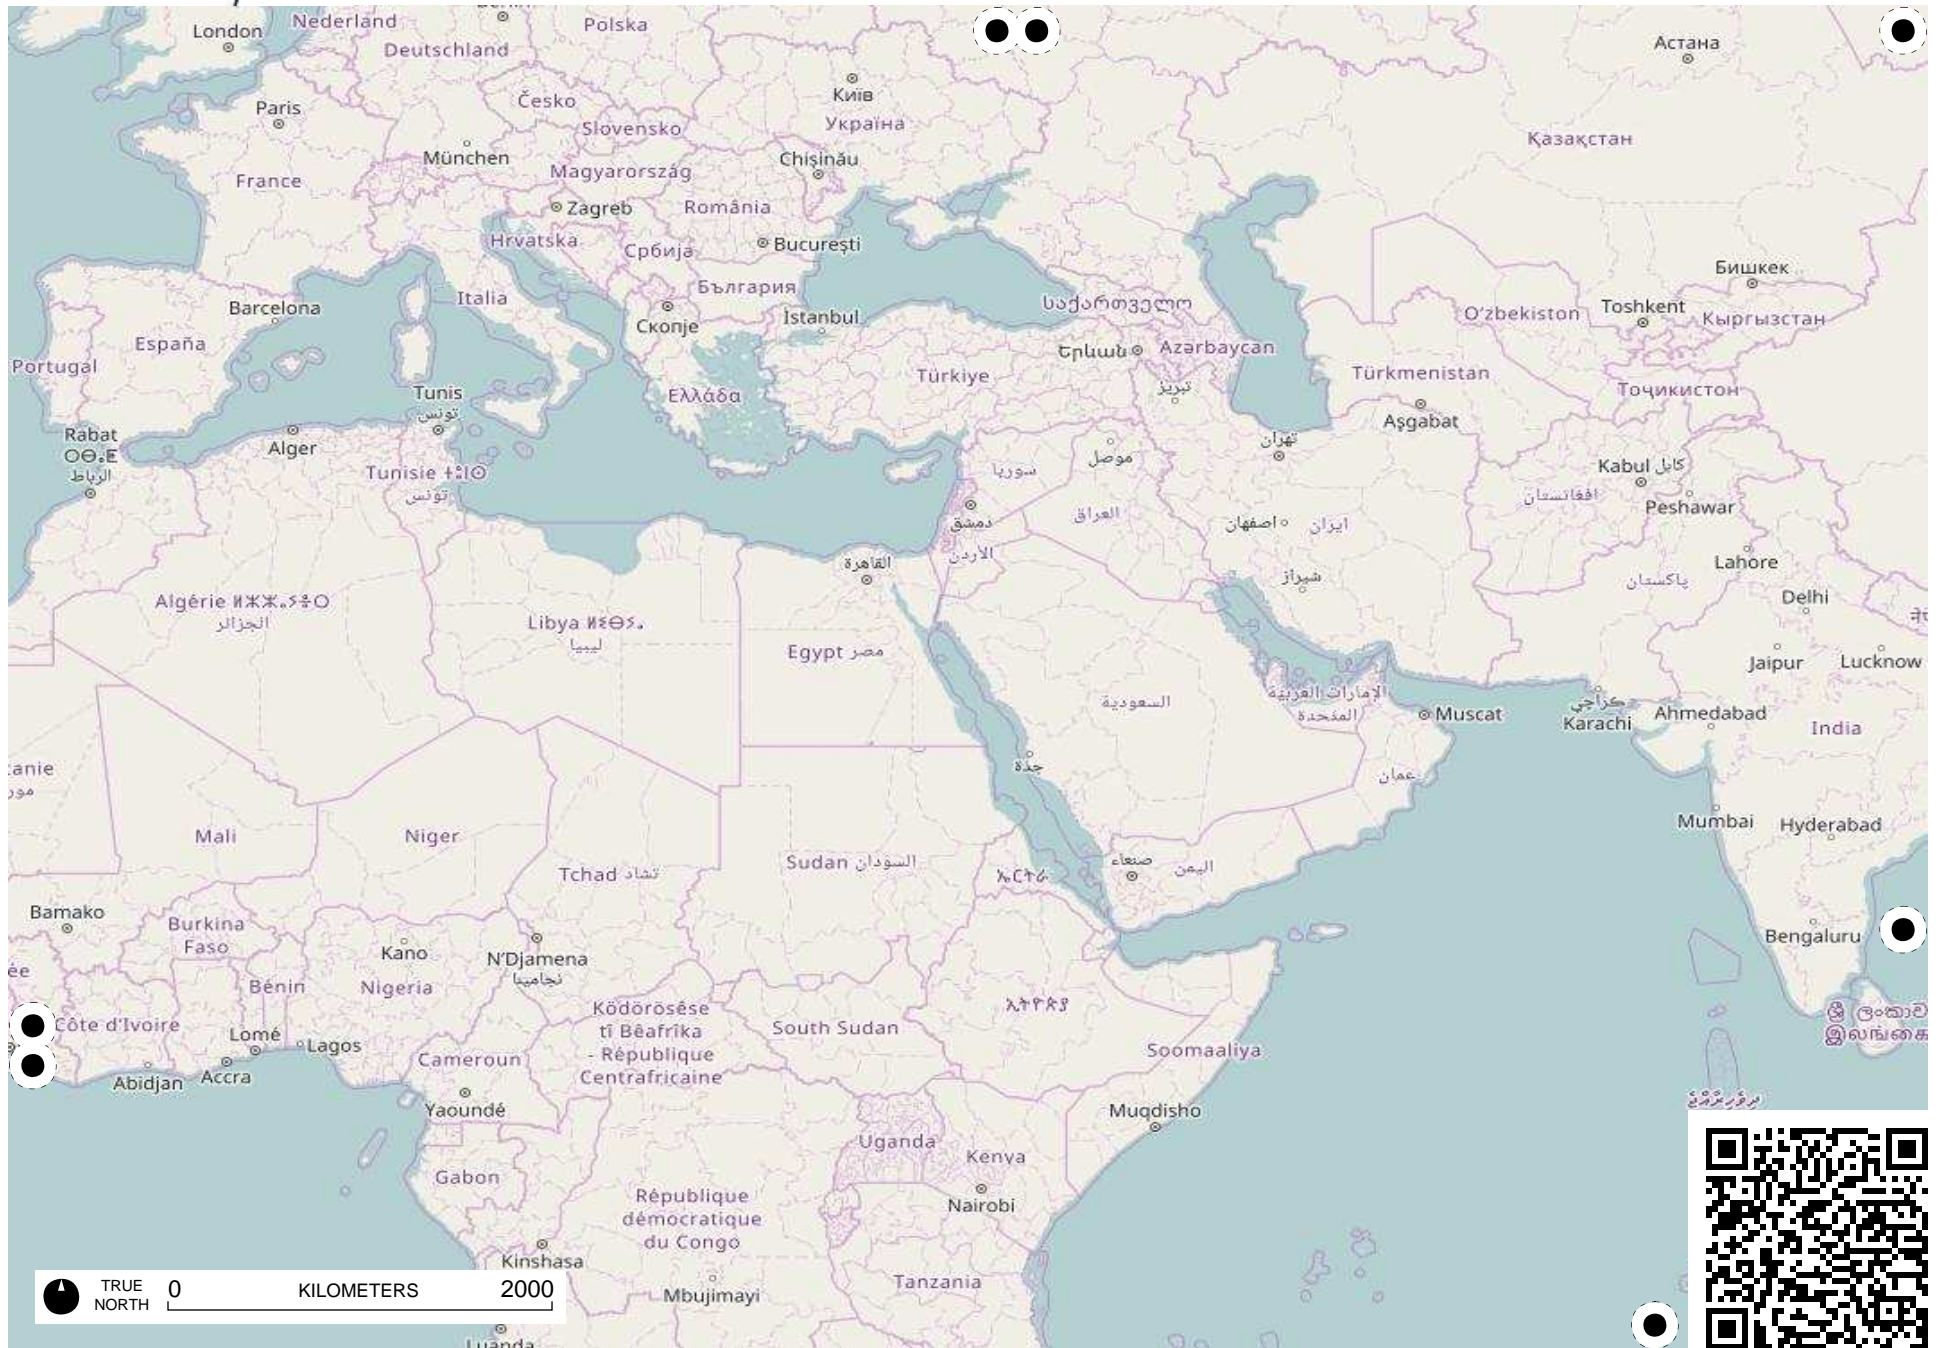 London
Nederland
Polska
Deutschland
Астана
Paris
Česko
Київ
Україна
Slovensko
Қазақстан
München
Chișinău
Magyarország
France
Zagreb
România
Hrvatska
Србија
București
Бишкек
България
Italia
Barcelona
Скопје
İstanbul
საქართველო
O‘zbekiston
Toshkent
Кыргызстан
España
Portugal
Երևան
Azərbaycan
Türkiye
تبریز
Türkmenistan
Тоҷикистон
Ελλάδα
Tunis
تونس
Aşgabat
Rabat
ⵔⴱⴰⵟ
الرباط
Alger
تهران
موصل
سوريا
Kabul کابل
Tunisie
تونس
افغانستان
Peshawar
دمشق
العراق
اصفهان
ایران
الأردن
القاهرة
Lahore
شیراز
پاکستان
Delhi
Algérie ⵍⵣⵣⴰⵢⴻⵔ
الجزائر
Libya ⵍⵉⴱⵢⴰ
ليبيا
Egypt مصر
Jaipur
Lucknow
السعودية
الإمارات العربية
المتحدة
Muscat
كراچي
Karachi
Ahmedabad
India
جدة
عمان
Mali
Niger
Mumbai
Hyderabad
Tchad تشاد
Sudan السودان
ኤርትራ
صنعاء
اليمن
Bamako
Burkina
Faso
Kano
N'Djamena
نجامينا
Bengaluru
Bénin
Nigeria
Ködörösêse
tî Bêafrîka
- République
Centrafricaine
ኢትዮጵያ
Côte d'Ivoire
Lomé
Lagos
South Sudan
ශ්‍රී ලංකාව
இலங்கை
Cameroun
Soomaaliya
Abidjan
Accra
Yaoundé
Muqdisho
ދިވެހިރާއްޖެ
Uganda
Kenya
Gabon
République
démocratique
du Congo
Nairobi
Kinshasa
Tanzania
Mbujimayi
TRUE
NORTH
0 KILOMETERS 2000
Luanda